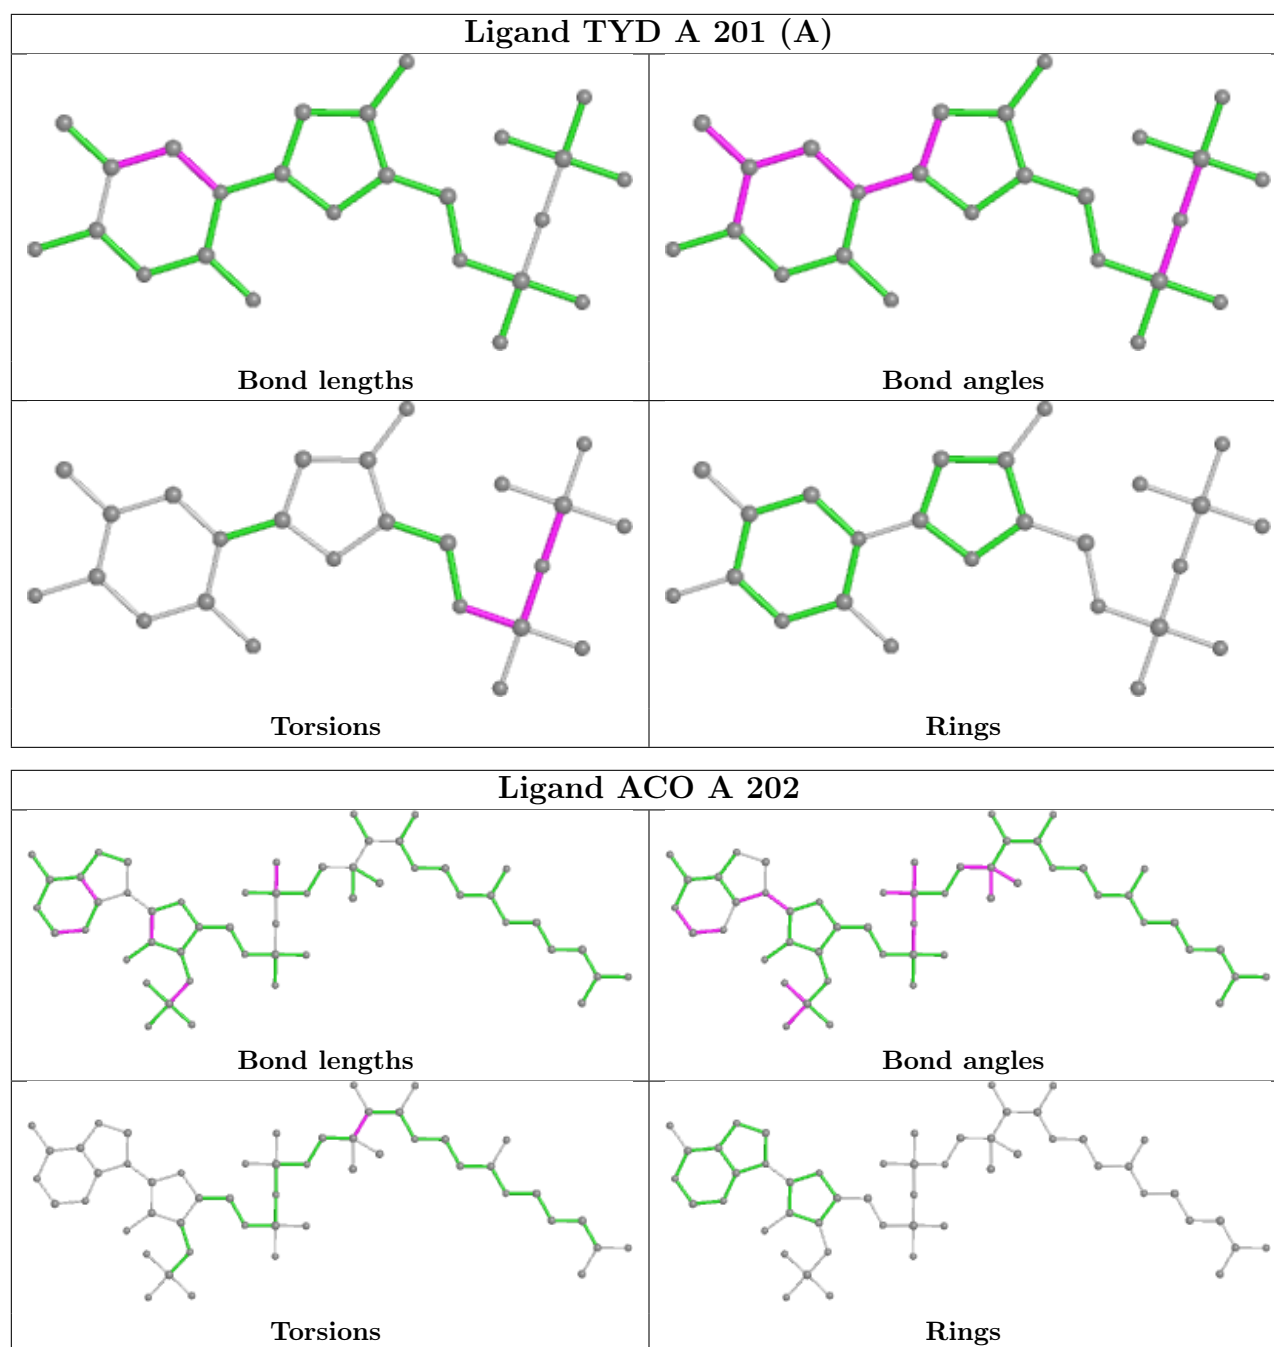 Ligand TYD A 201 (A)
Bond lengths
Bond angles
Torsions
Rings
Ligand ACO A 202
Bond lengths
Bond angles
Torsions
Rings